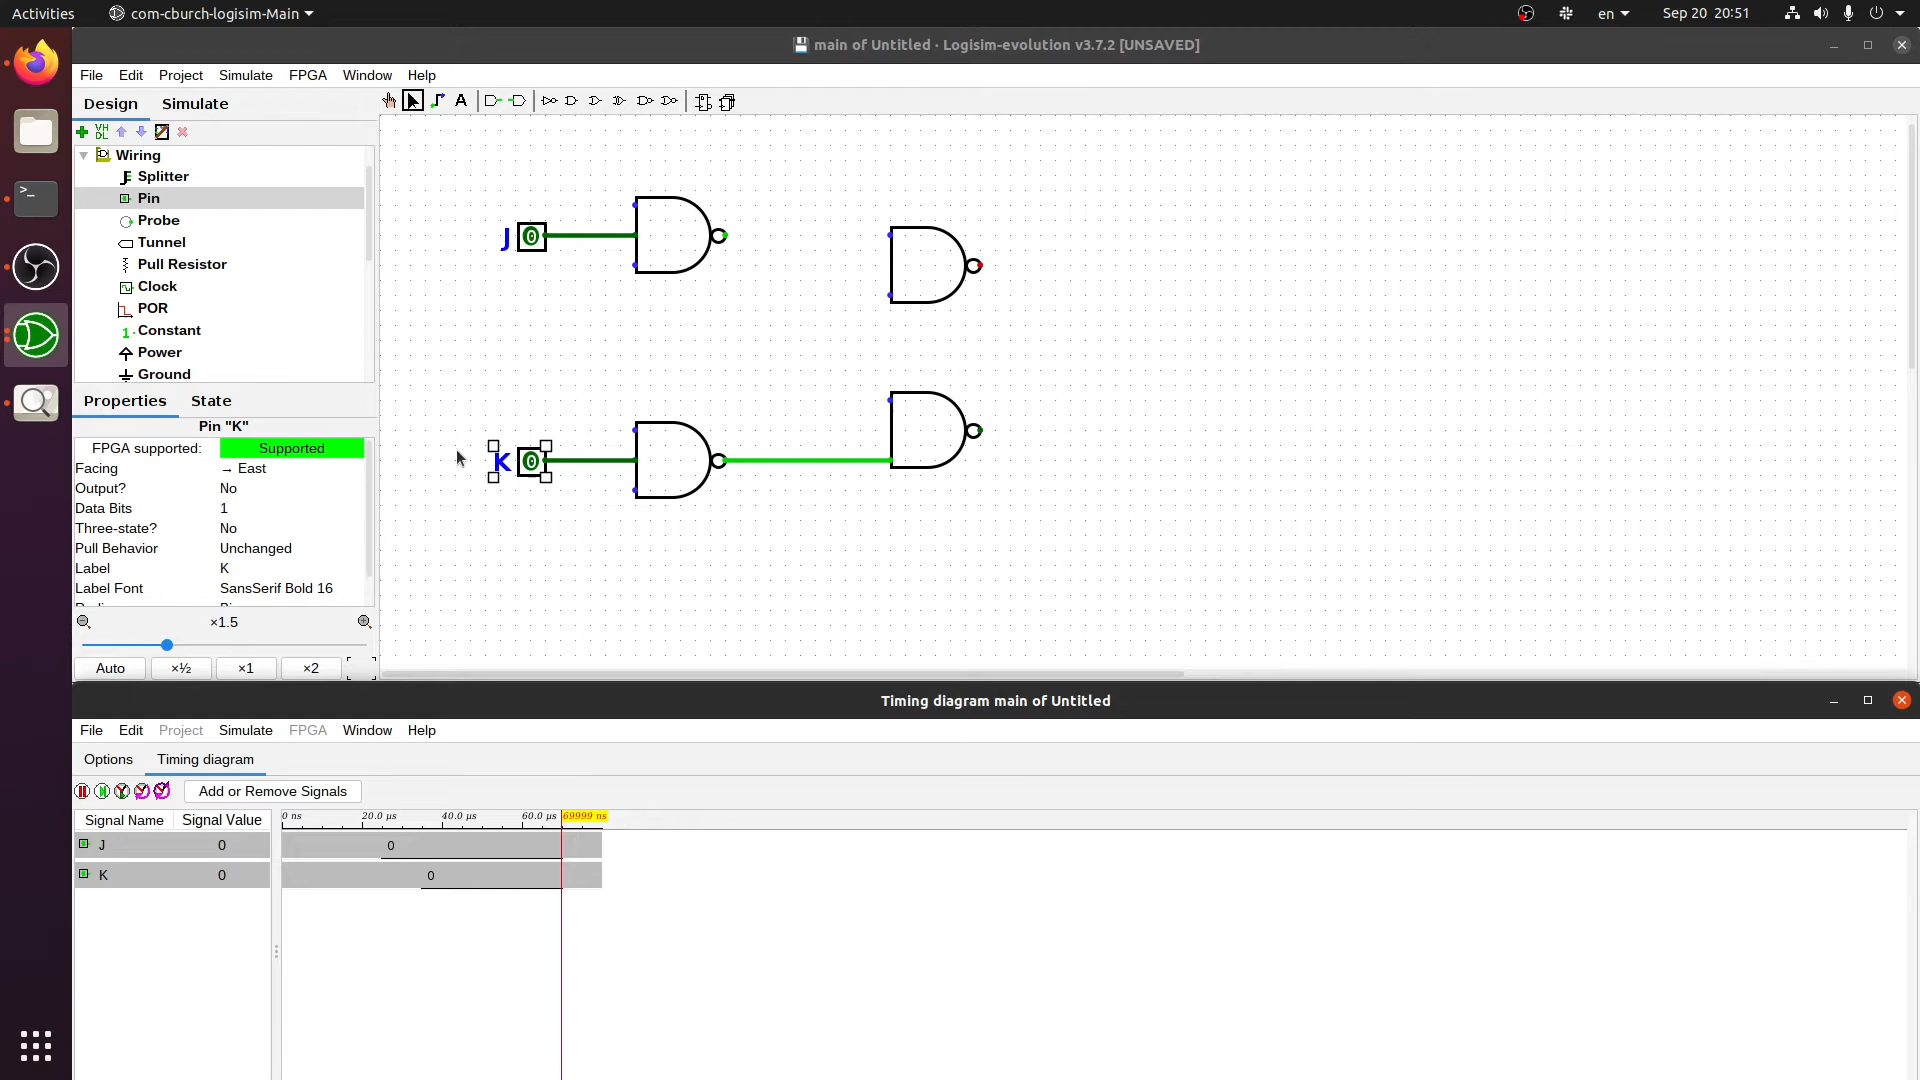 Activities com-cburch-logisim-Main en Sep 20 20:51
main of Untitled · Logisim-evolution v3.7.2 [UNSAVED]
File Edit Project Simulate FPGA Window Help
Design Simulate
A
VH
DL
Wiring
Splitter
Pin
Probe
Tunnel
Pull Resistor
Clock
POR
1 Constant
Power
Ground
Properties State
Pin "K"
FPGA supported: Supported
Facing → East
Output? No
Data Bits 1
Three-state? No
Pull Behavior Unchanged
Label K
Label Font SansSerif Bold 16
×1.5
Auto ×½ ×1 ×2
J 0
K 0
Timing diagram main of Untitled
File Edit Project Simulate FPGA Window Help
Options Timing diagram
Add or Remove Signals
Signal Name Signal Value 0 ns 20.0 µs 40.0 µs 60.0 µs 69999 ns
J 0 0
K 0 0